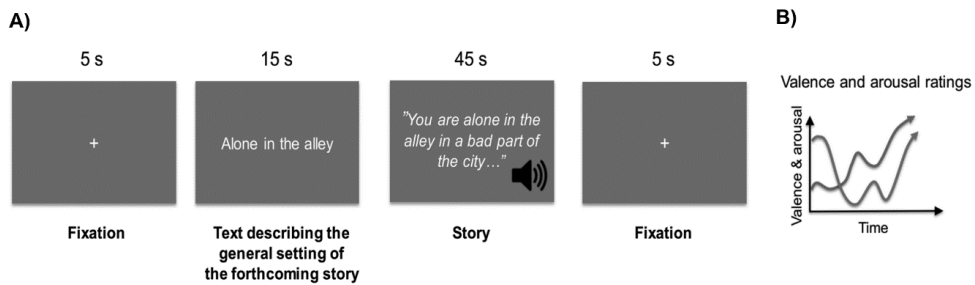 A)
5 s
15 s
45 s
5 s
+
Alone in the alley
"You are alone in the
alley in a bad part of
the city…"
+
Fixation
Text describing the
general setting of
the forthcoming story
Story
Fixation
B)
Valence and arousal ratings
Valence & arousal
Time